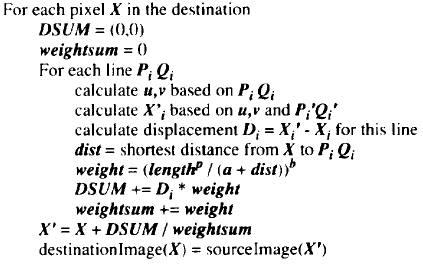 For each pixel X in the destination
DSUM = (0,0)
weightsum = 0
For each line Pi Qi
calculate u,v based on Pi Qi
calculate X'i based on u,v and Pi'Qi'
calculate displacement Di = Xi' - Xi for this line
dist = shortest distance from X to Pi Qi
weight = (length^p / (a + dist))^b
DSUM += Di * weight
weightsum += weight
X' = X + DSUM / weightsum
destinationImage(X) = sourceImage(X')